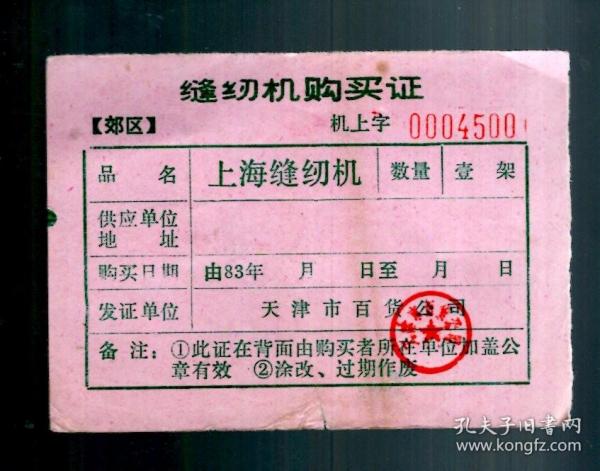 缝纫机购买证
【郊区】 机上字 0004500
品名 上海缝纫机 数量 壹架
供应单位
地址
购买日期 由83年 月 日至 月 日
发证单位 天津市百货公司
备注：①此证在背面由购买者所在单位加盖公
章有效 ②涂改、过期作废
孔夫子旧书网
www.kongfz.com